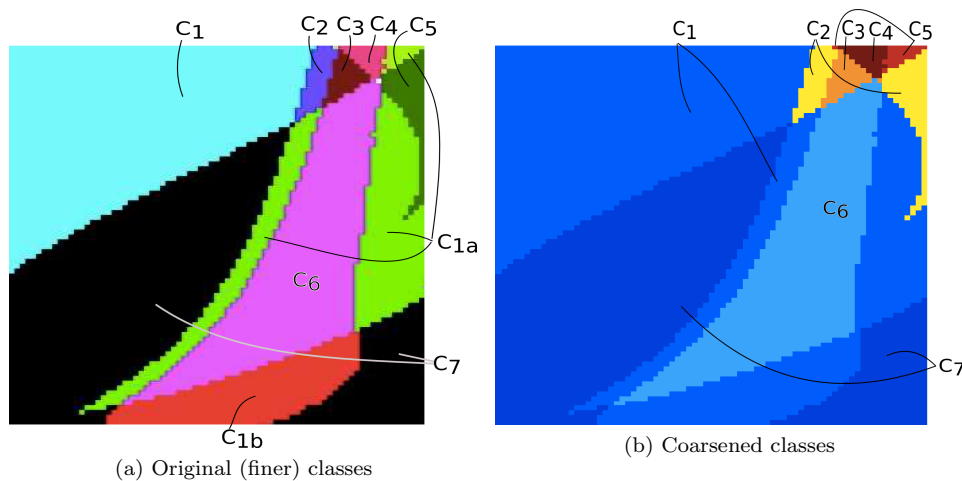 C1 C2 C3 C4 C5
C1a
C6
C7
C1b
(a) Original (finer) classes
C1 C2 C3 C4 C5
C6
C7
(b) Coarsened classes